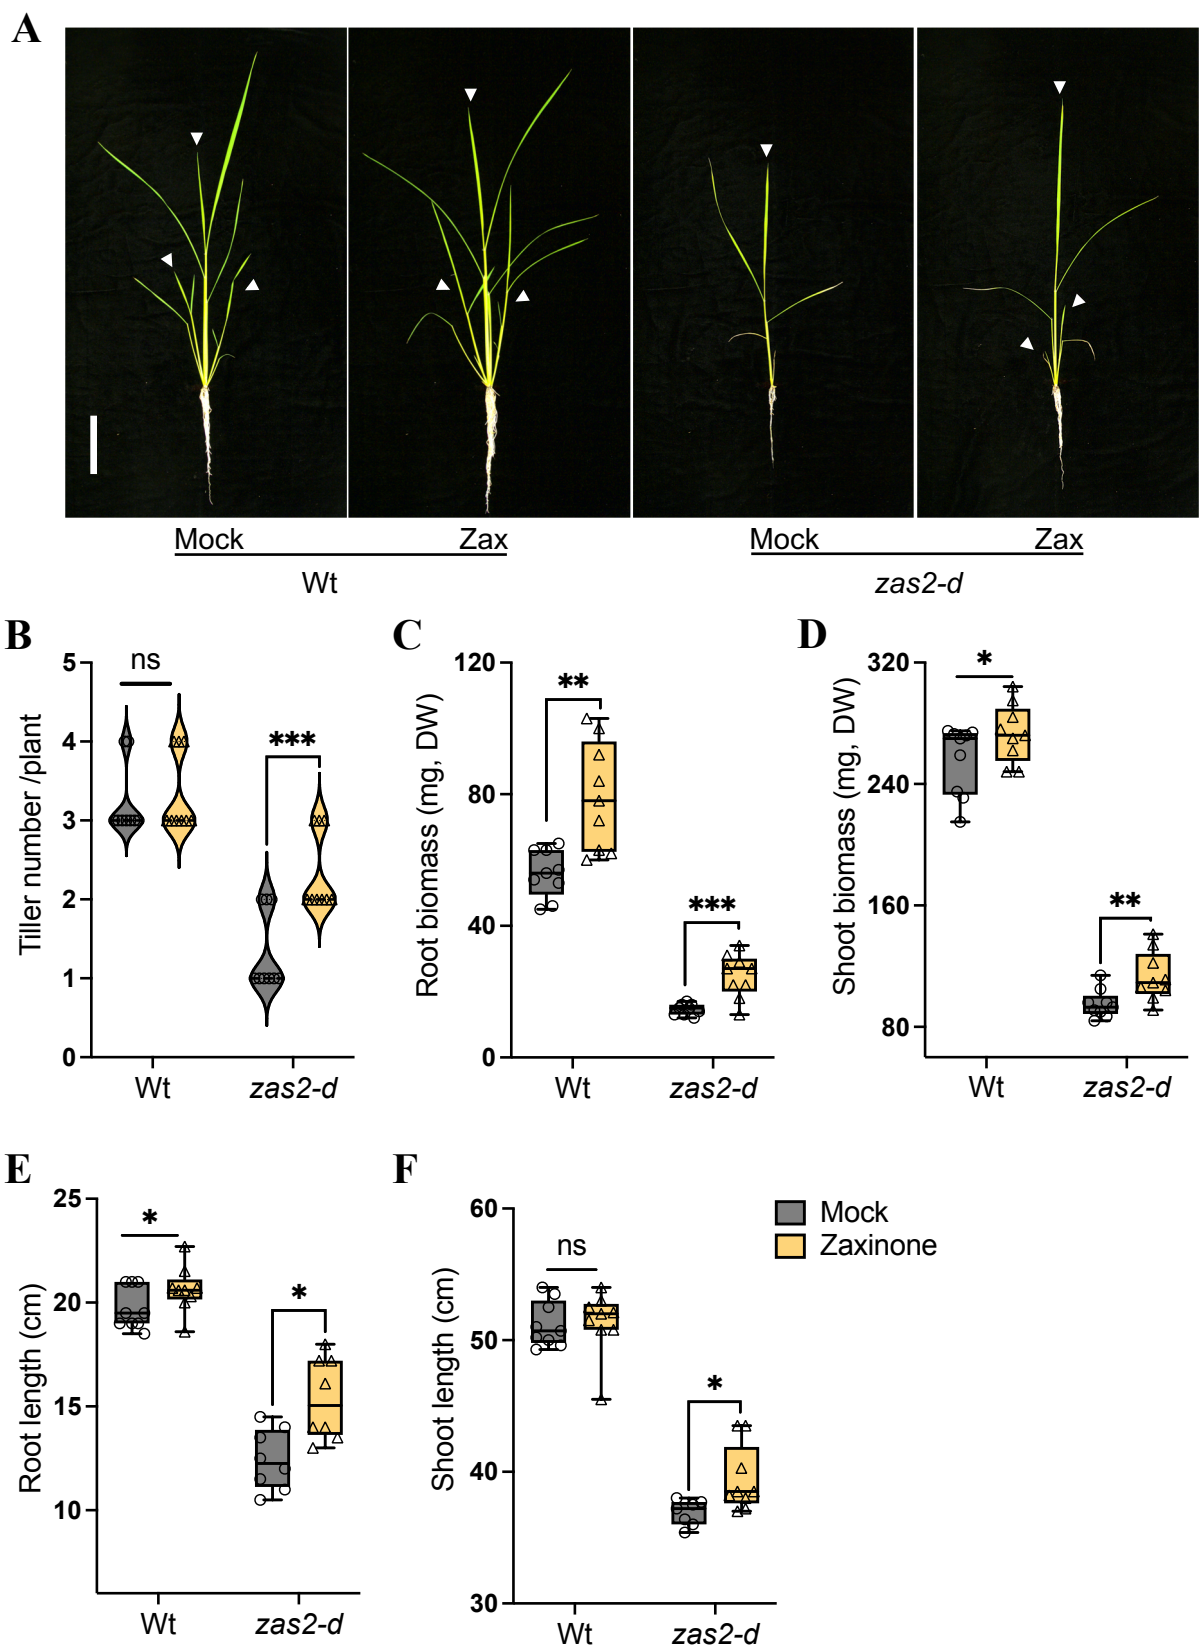 A
Mock Zax Mock Zax
Wt zas2-d
B
5
4
3
2
1
0
Tiller number /plant
ns
***
Wt zas2-d
C
120
80
40
0
Root biomass (mg, DW)
**
***
Wt zas2-d
D
320
240
160
80
Shoot biomass (mg, DW)
*
**
Wt zas2-d
E
25
20
15
10
Root length (cm)
*
*
Wt zas2-d
F
60
50
40
30
Shoot length (cm)
ns
*
Wt zas2-d
Mock
Zaxinone